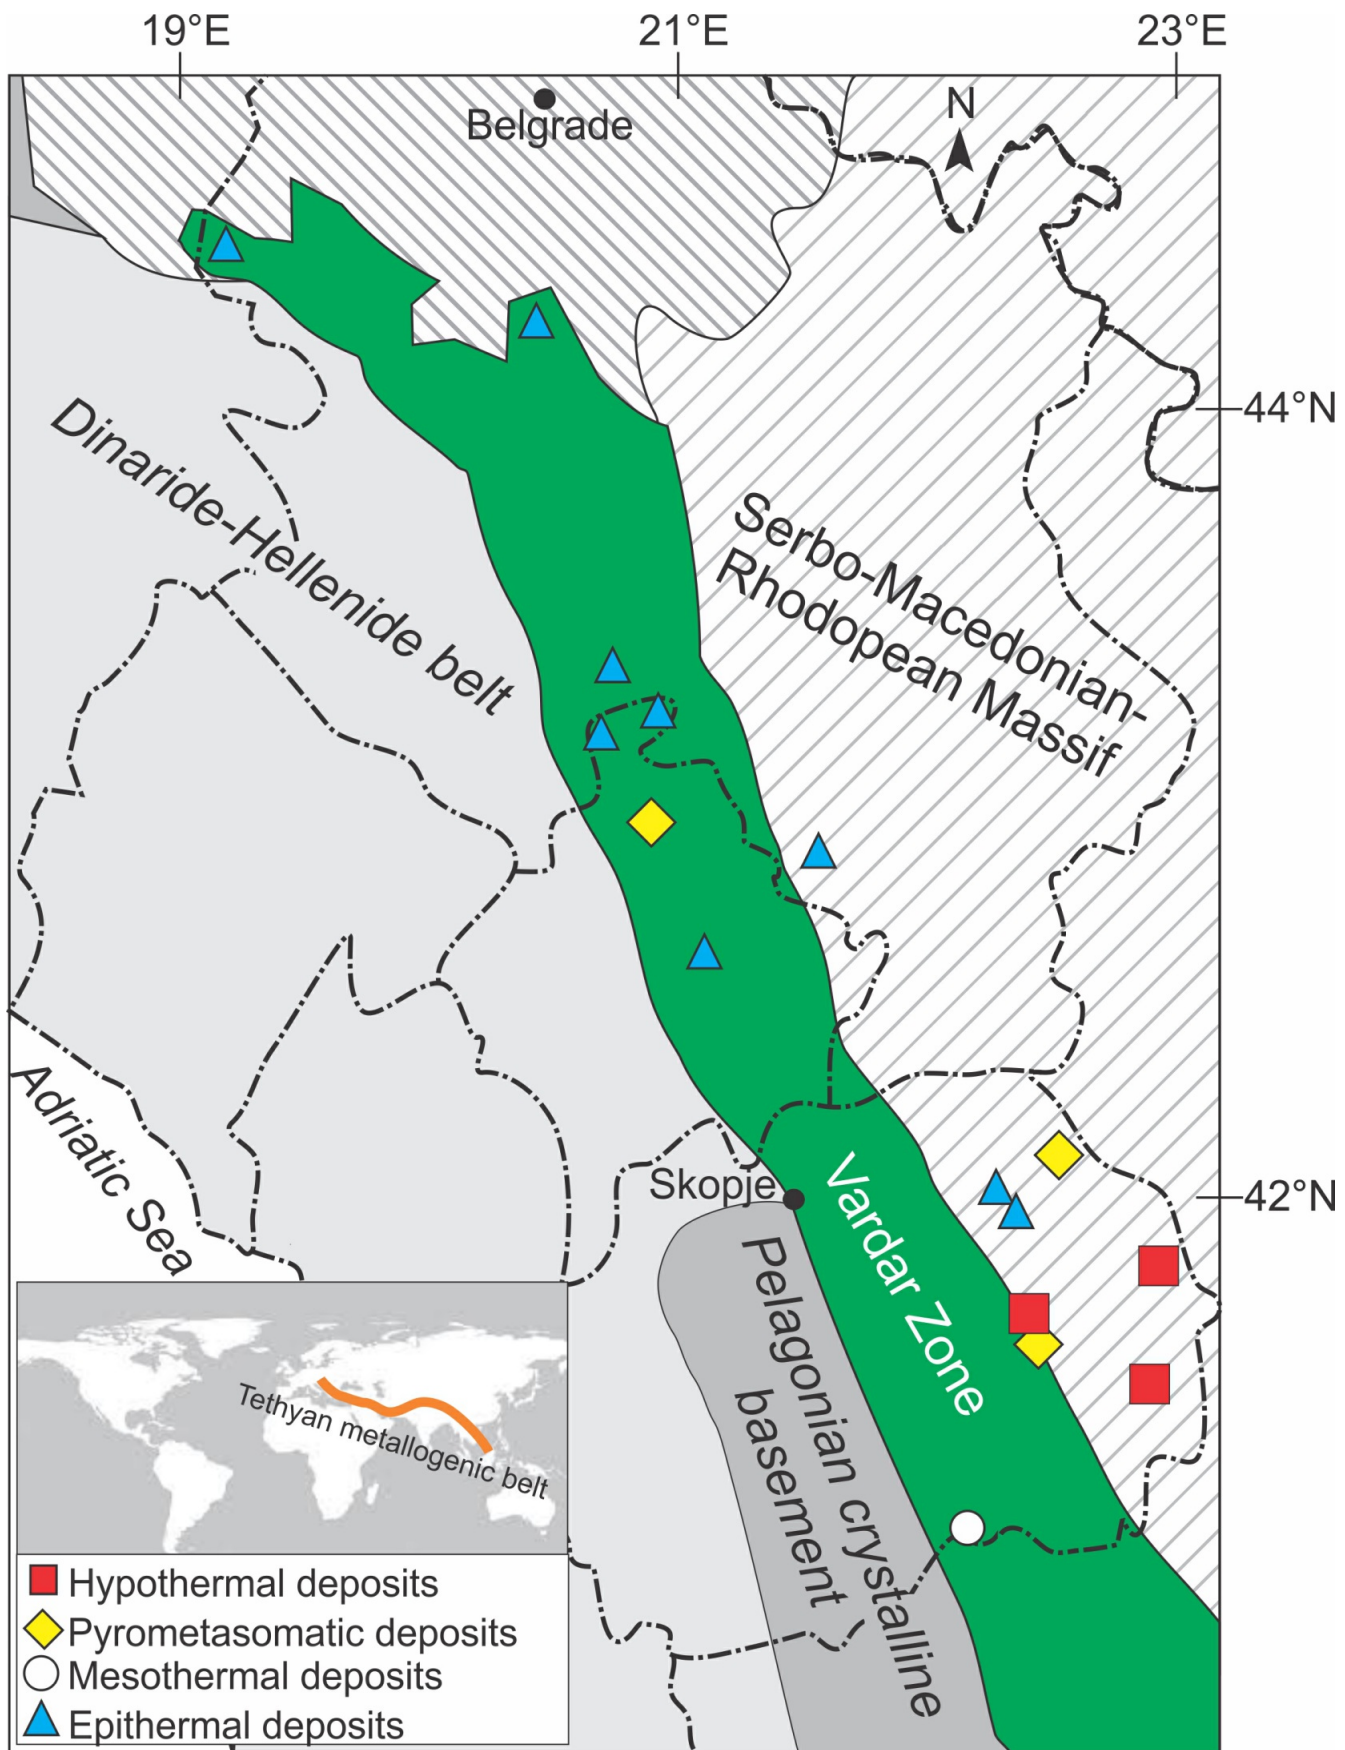 19°E
21°E
23°E
N
Belgrade
44°N
Dinaride-Hellenide belt
Serbo-Macedonian-
Rhodopean Massif
Adriatic Sea
Skopje
42°N
Vardar Zone
Pelagonian crystalline
basement
Tethyan metallogenic belt
Hypothermal deposits
Pyrometasomatic deposits
Mesothermal deposits
Epithermal deposits